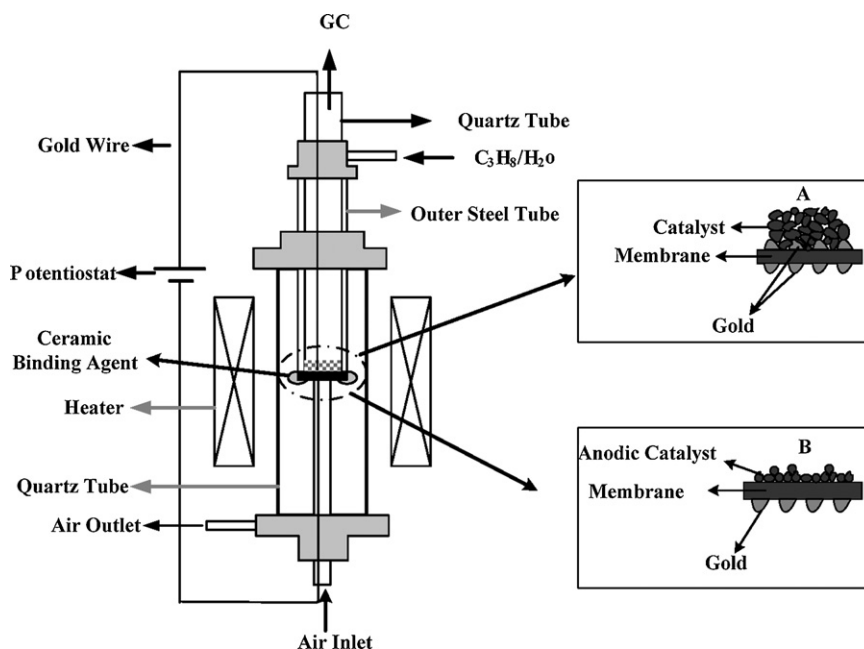 GC
Gold Wire
Quartz Tube
C₃H₈/H₂o
Outer Steel Tube
Potentiostat
Ceramic
Binding Agent
Heater
Quartz Tube
Air Outlet
Air Inlet
A
Catalyst
Membrane
Gold
B
Anodic Catalyst
Membrane
Gold